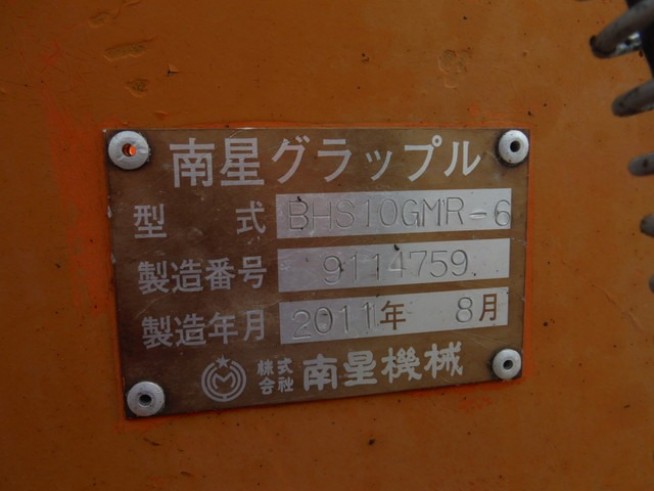 南星グラップル
型 式 BHS10GMR-6
製造番号 9114759
製造年月 2011年 8月
株式会社 南星機械